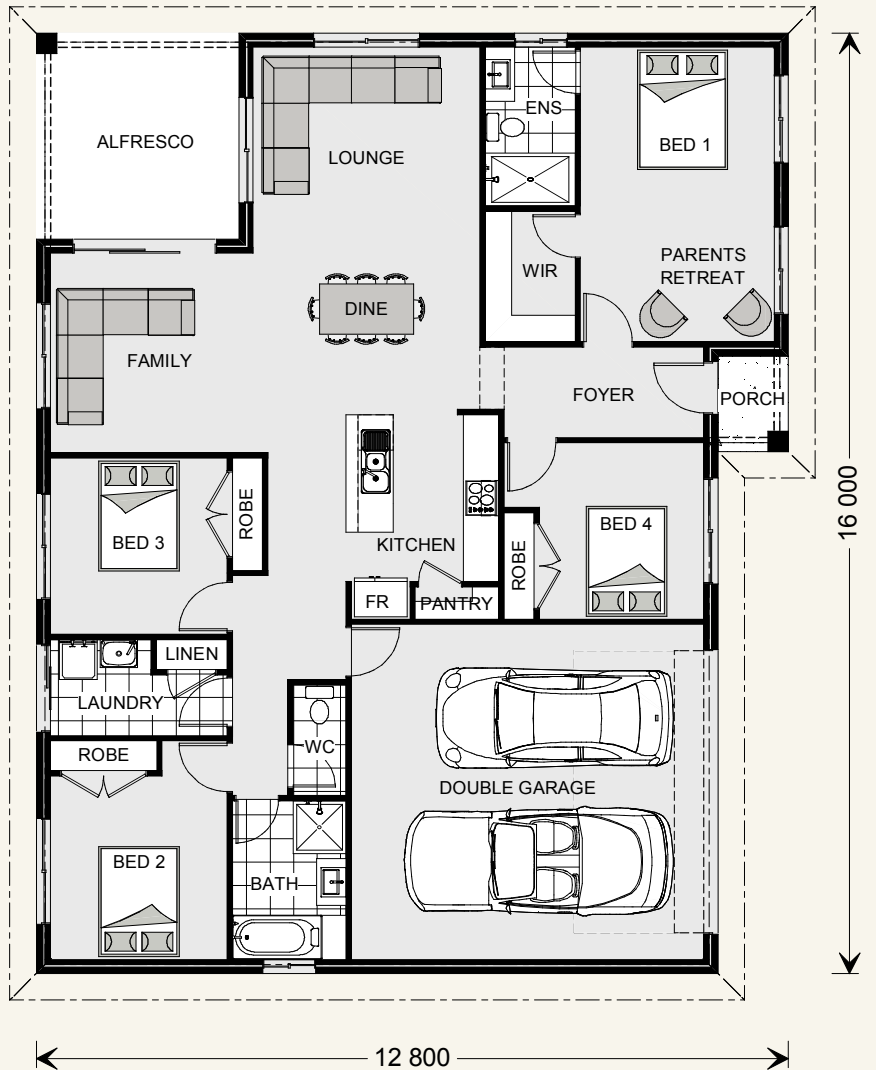 ALFRESCO
LOUNGE
ENS
BED 1
WIR
PARENTS
RETREAT
DINE
FAMILY
FOYER
PORCH
BED 3
ROBE
KITCHEN
ROBE
BED 4
FR
PANTRY
LINEN
LAUNDRY
ROBE
WC
DOUBLE GARAGE
BED 2
BATH
16 000
12 800